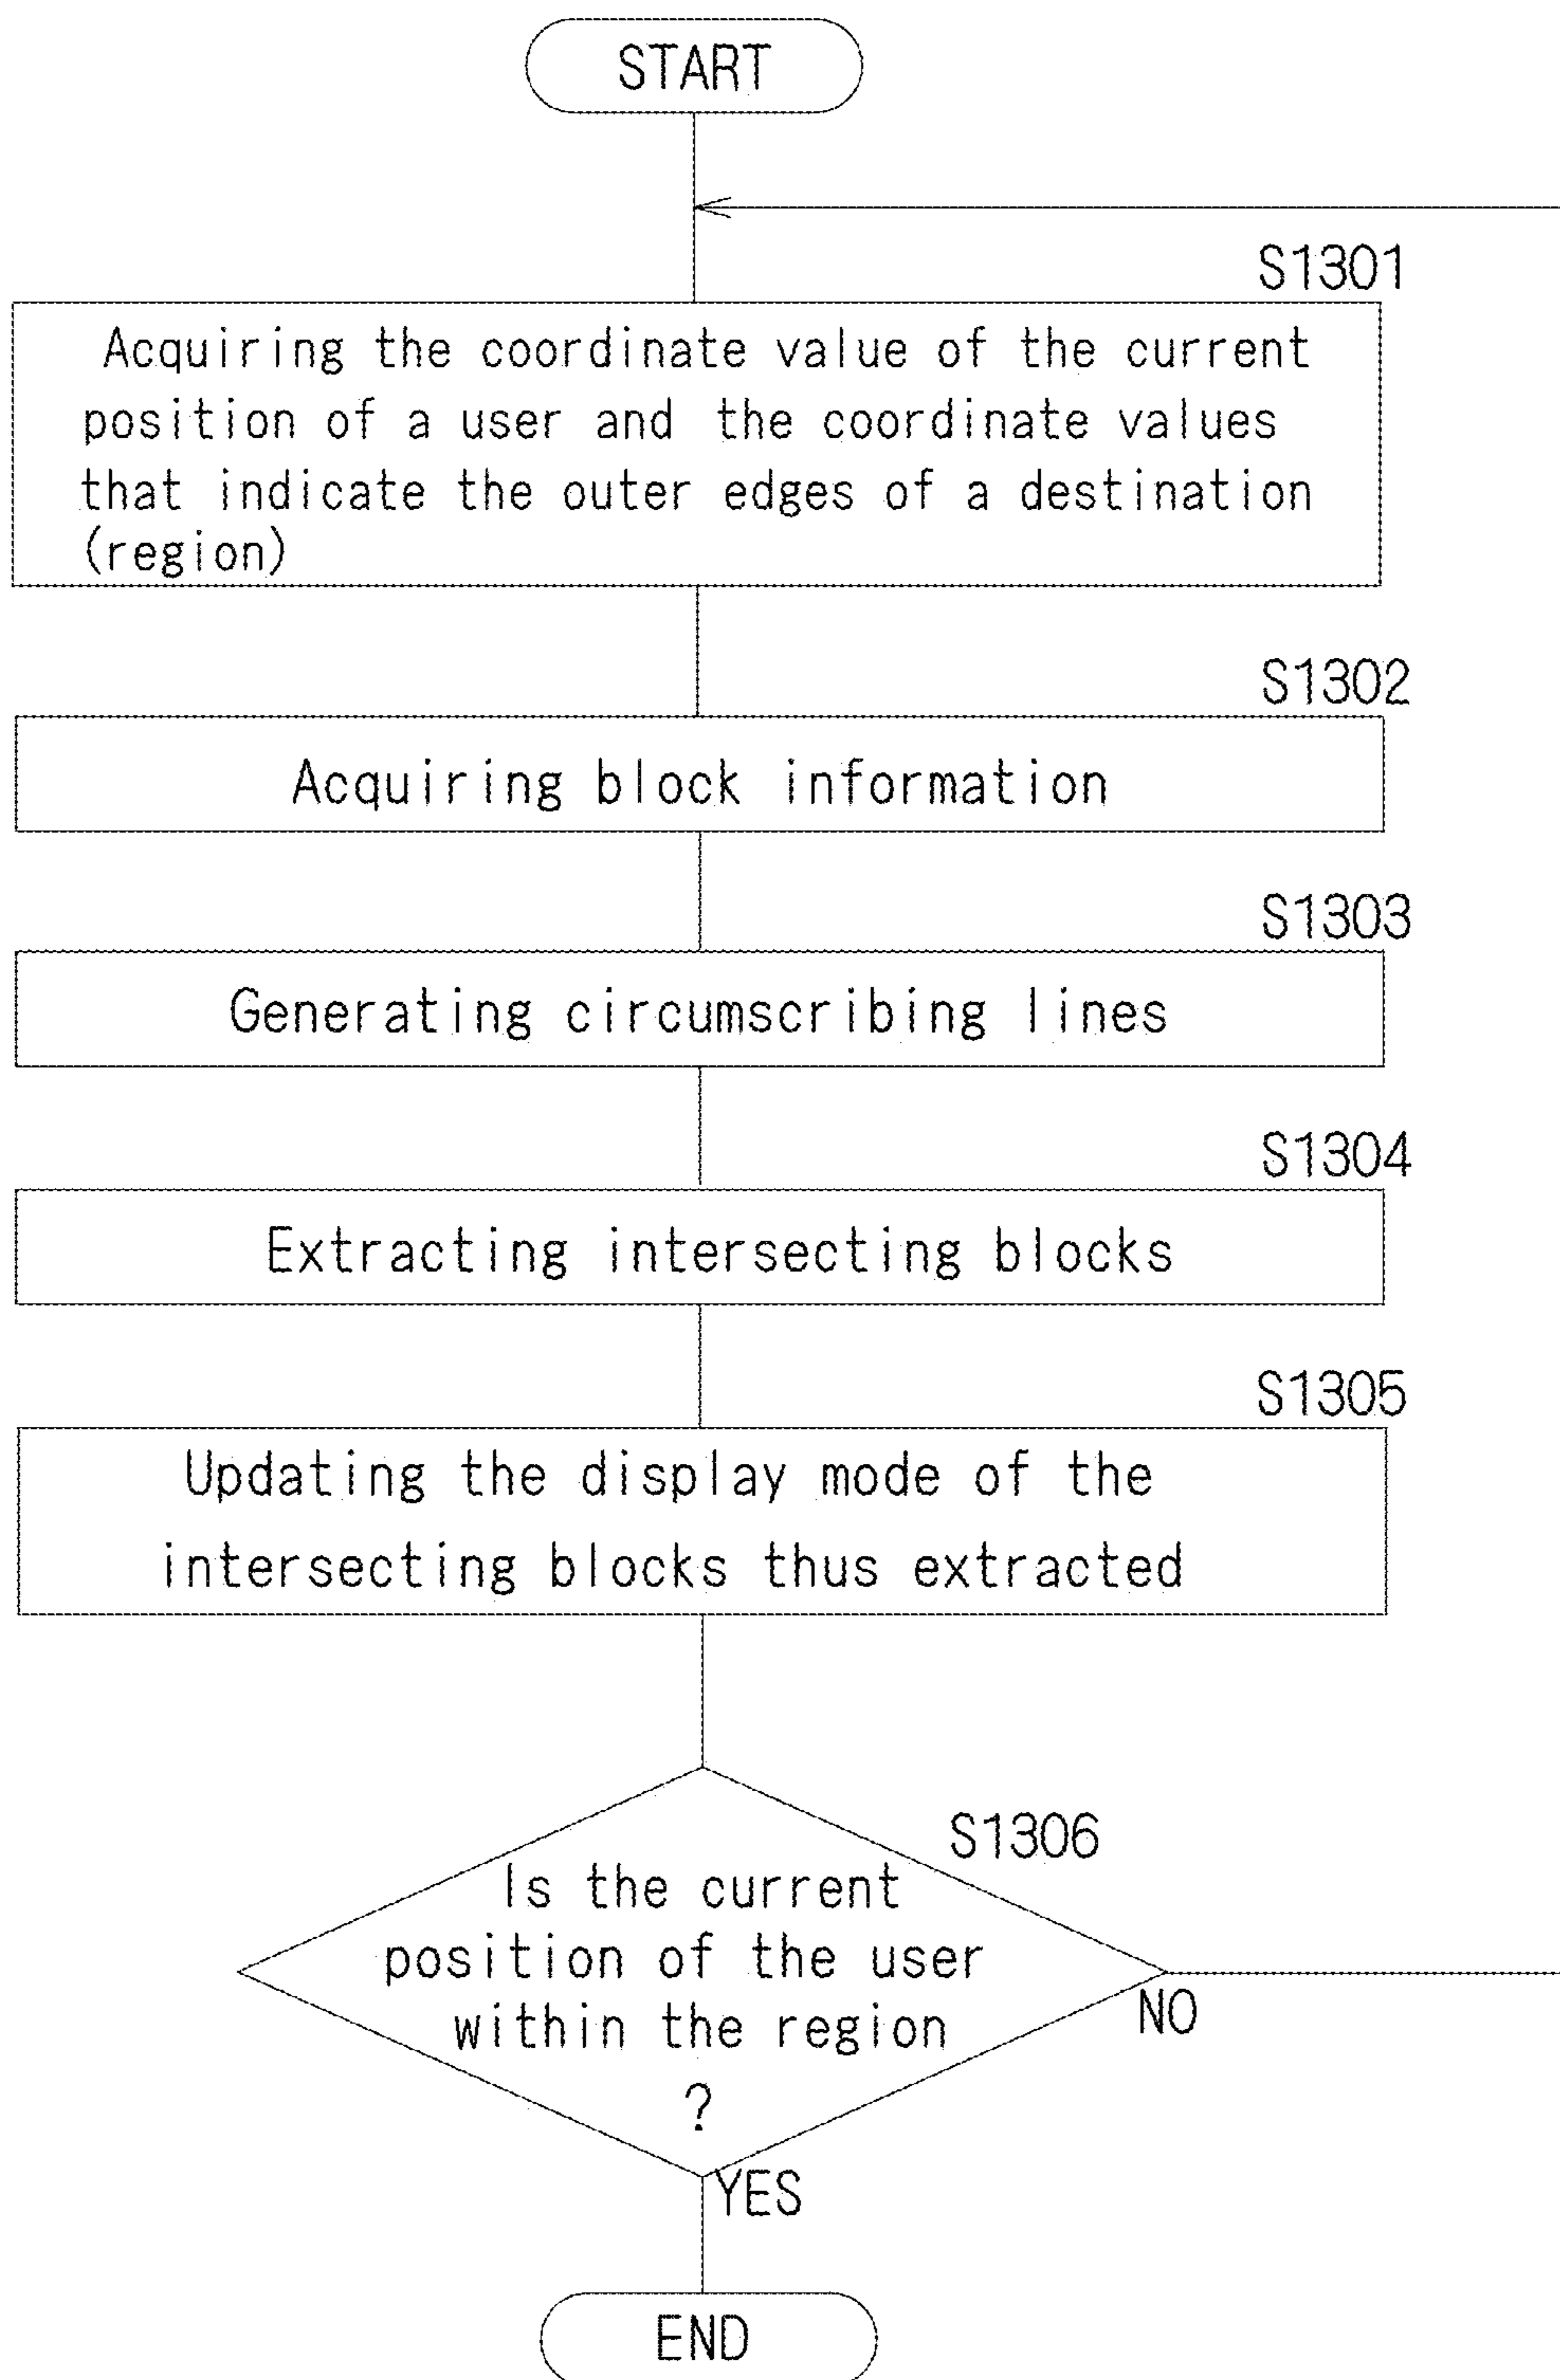 START
S1301
Acquiring the coordinate value of the current
position of a user and the coordinate values
that indicate the outer edges of a destination
(region)
S1302
Acquiring block information
S1303
Generating circumscribing lines
S1304
Extracting intersecting blocks
S1305
Updating the display mode of the
intersecting blocks thus extracted
S1306
Is the current
position of the user
within the region
?
NO
YES
END